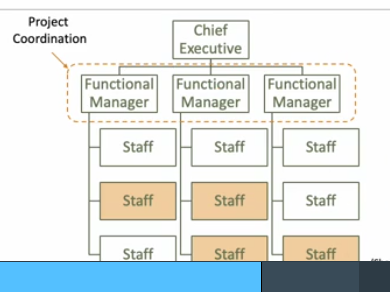 Project
Coordination
Chief
Executive
Functional
Manager
Functional
Manager
Functional
Manager
Staff
Staff
Staff
Staff
Staff
Staff
Staff
Staff
Staff